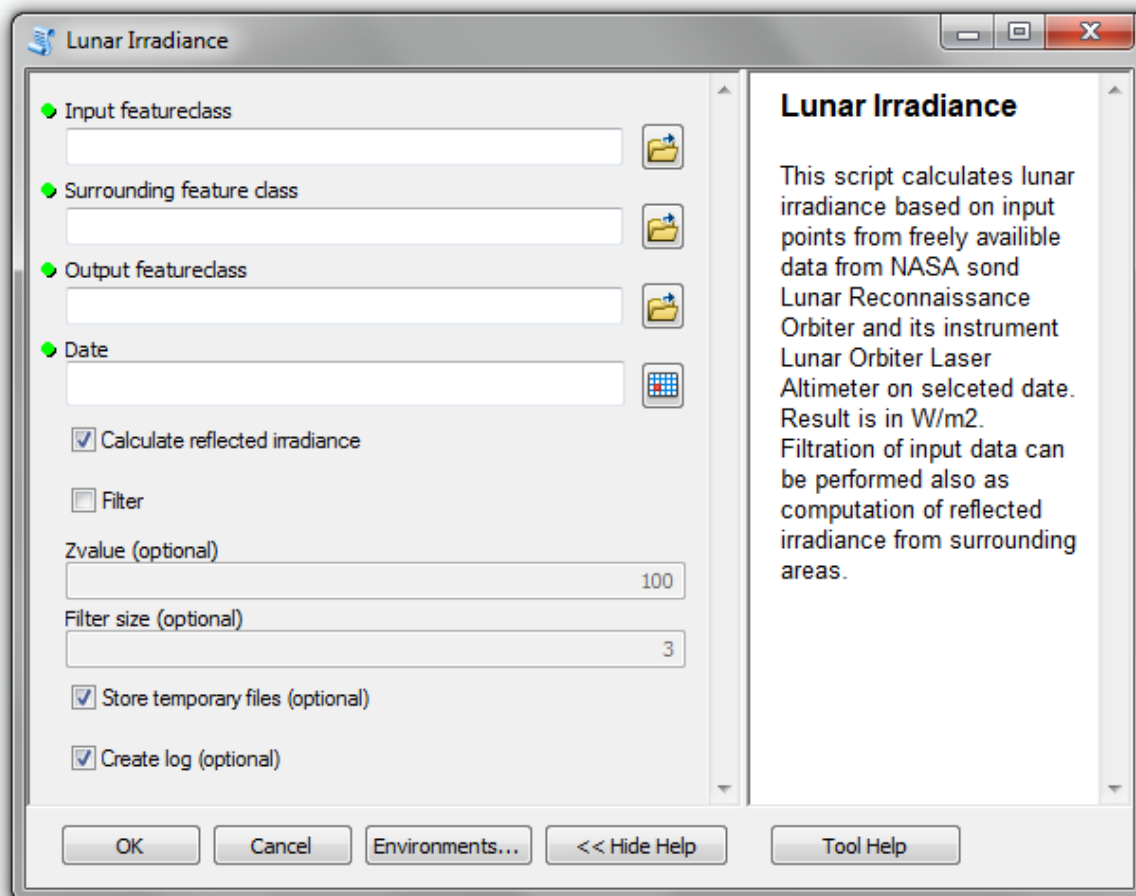 Lunar Irradiance
Input featureclass
Surrounding feature class
Output featureclass
Date
Calculate reflected irradiance
Filter
Zvalue (optional)
100
Filter size (optional)
3
Store temporary files (optional)
Create log (optional)
Lunar Irradiance
This script calculates lunar
irradiance based on input
points from freely availible
data from NASA sond
Lunar Reconnaissance
Orbiter and its instrument
Lunar Orbiter Laser
Altimeter on selceted date.
Result is in W/m2.
Filtration of input data can
be performed also as
computation of reflected
irradiance from surrounding
areas.
OK
Cancel
Environments...
<< Hide Help
Tool Help